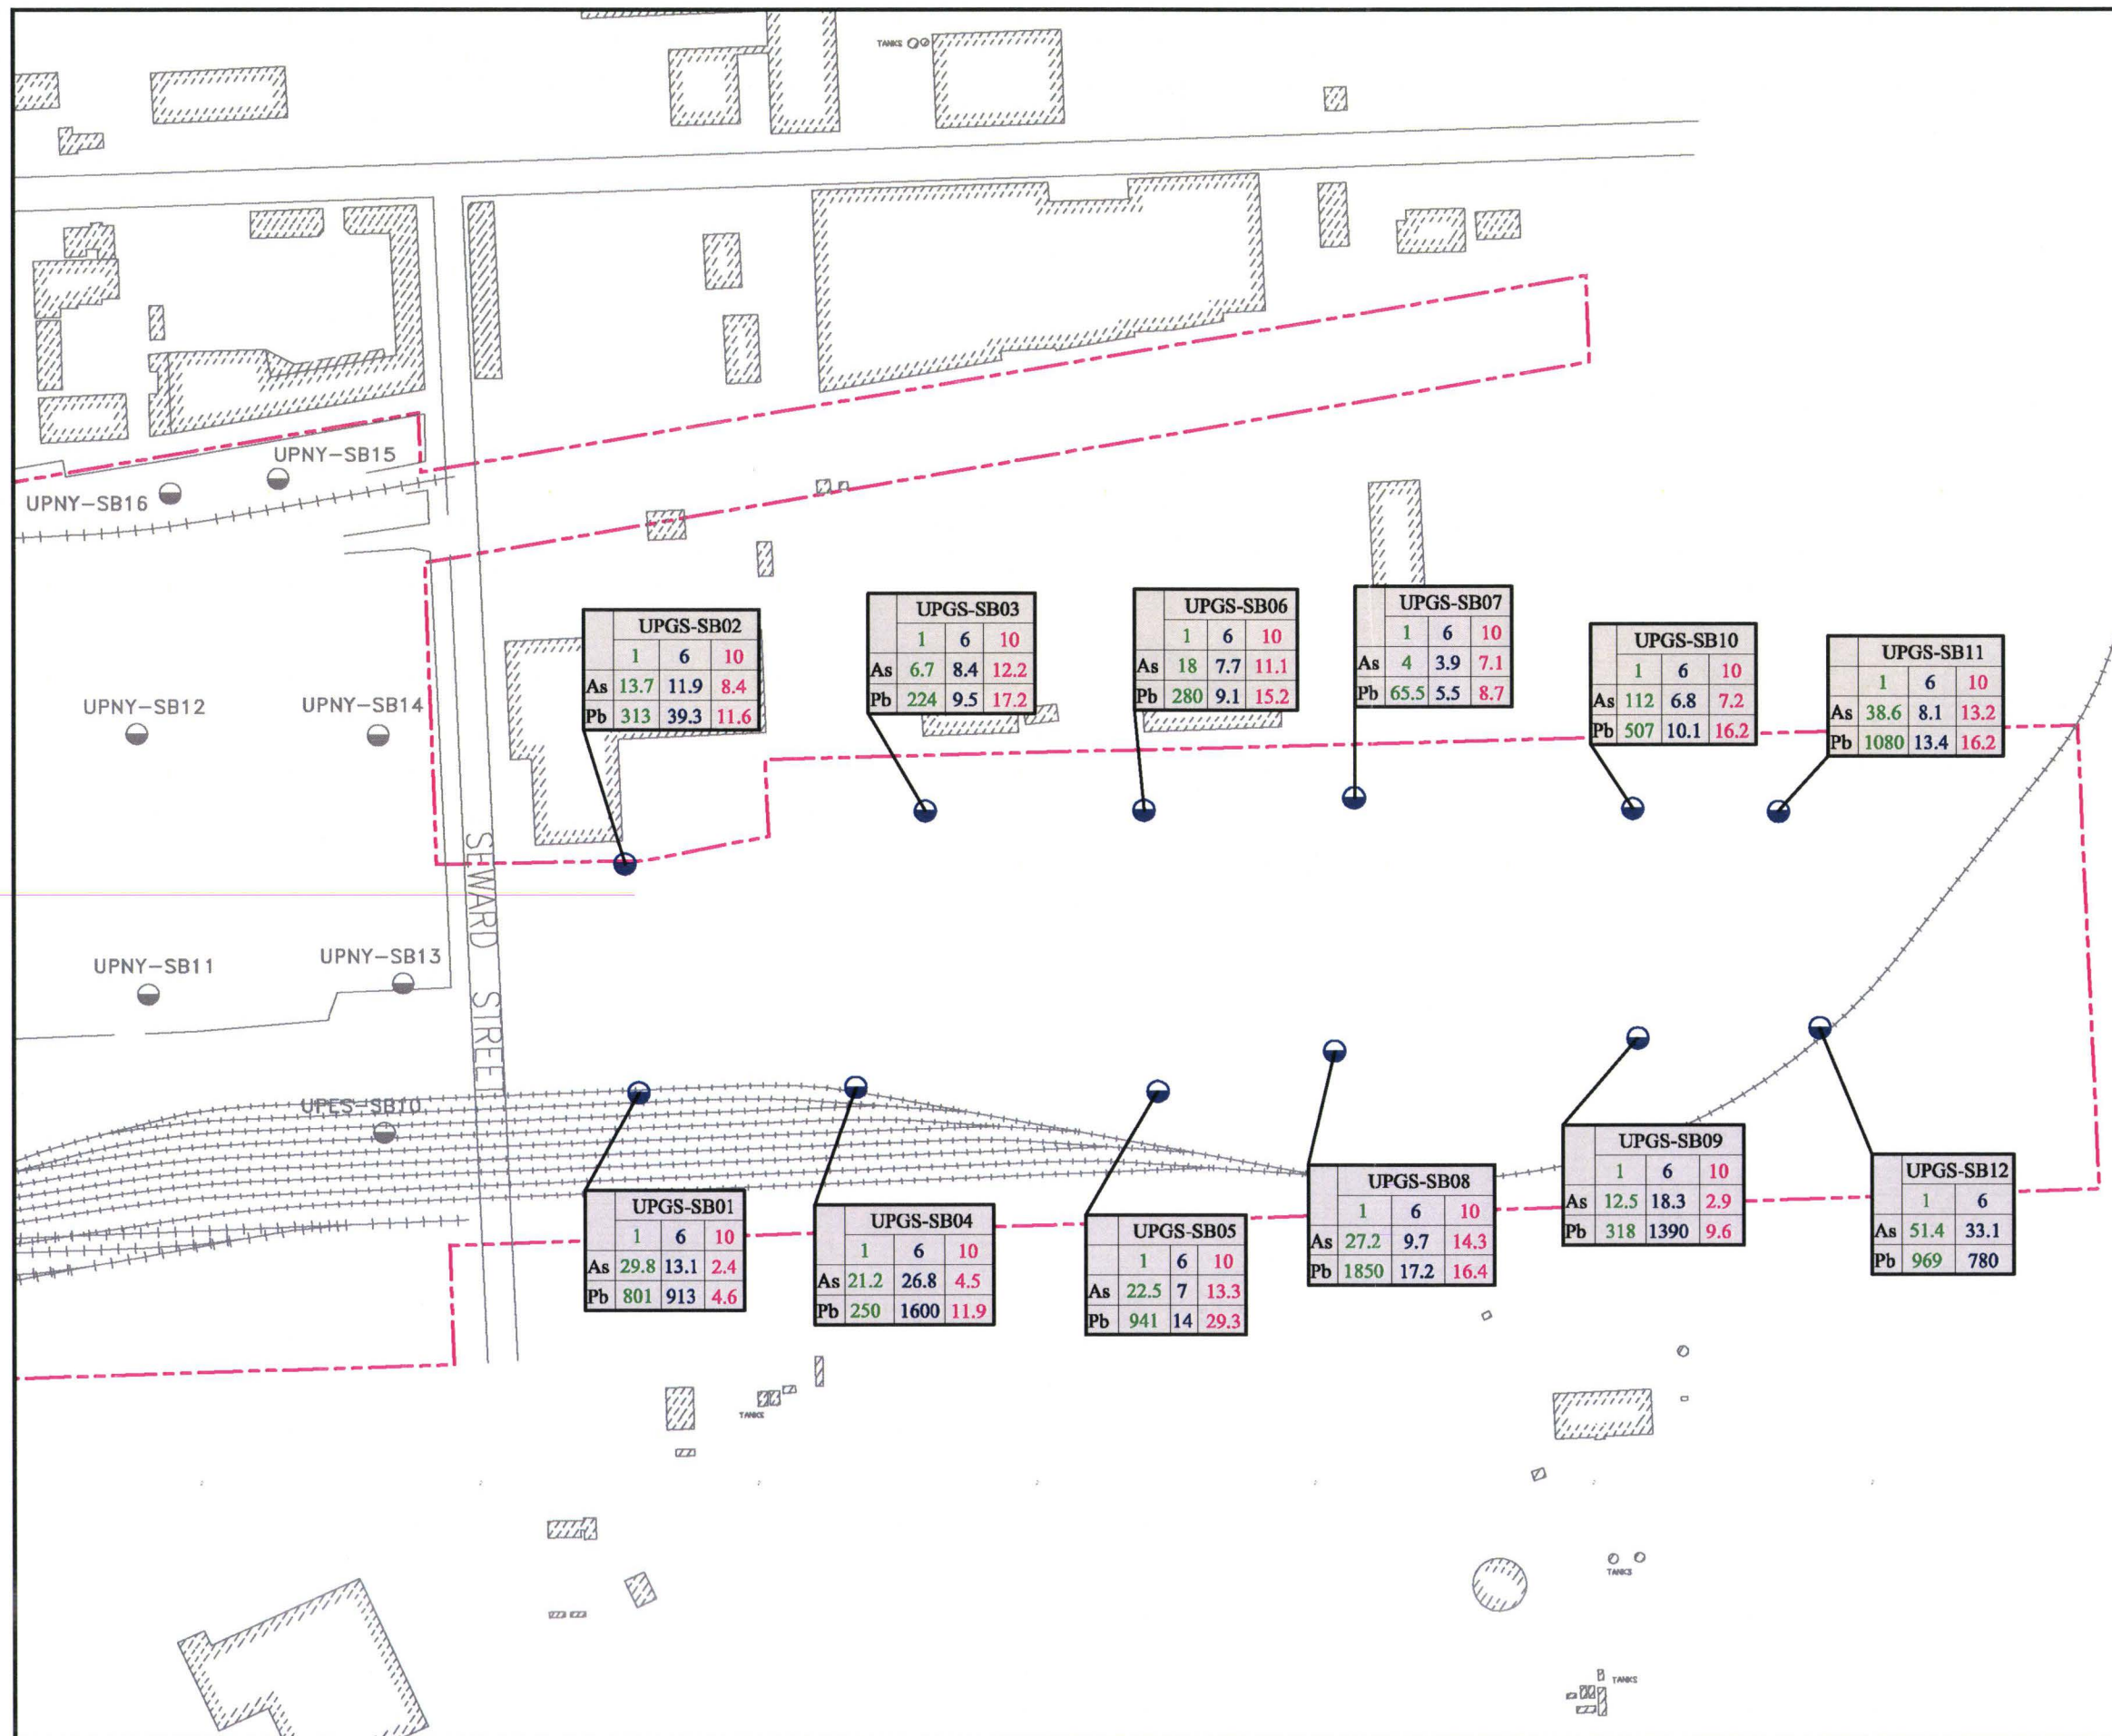 TANKS
UPNY-SB15
UPNY-SB16
UPGS-SB02
1 6 10
As 13.7 11.9 8.4
Pb 313 39.3 11.6
UPGS-SB03
1 6 10
As 6.7 8.4 12.2
Pb 224 9.5 17.2
UPGS-SB06
1 6 10
As 18 7.7 11.1
Pb 280 9.1 15.2
UPGS-SB07
1 6 10
As 4 3.9 7.1
Pb 65.5 5.5 8.7
UPGS-SB10
1 6 10
As 112 6.8 7.2
Pb 507 10.1 16.2
UPGS-SB11
1 6 10
As 38.6 8.1 13.2
Pb 1080 13.4 16.2
UPNY-SB12
UPNY-SB14
SEWARD STREET
UPNY-SB11
UPNY-SB13
UPES-SB10
UPGS-SB01
1 6 10
As 29.8 13.1 2.4
Pb 801 913 4.6
UPGS-SB04
1 6 10
As 21.2 26.8 4.5
Pb 250 1600 11.9
UPGS-SB05
1 6 10
As 22.5 7 13.3
Pb 941 14 29.3
UPGS-SB08
1 6 10
As 27.2 9.7 14.3
Pb 1850 17.2 16.4
UPGS-SB09
1 6 10
As 12.5 18.3 2.9
Pb 318 1390 9.6
UPGS-SB12
1 6
As 51.4 33.1
Pb 969 780
TANKS
TANKS
TANKS